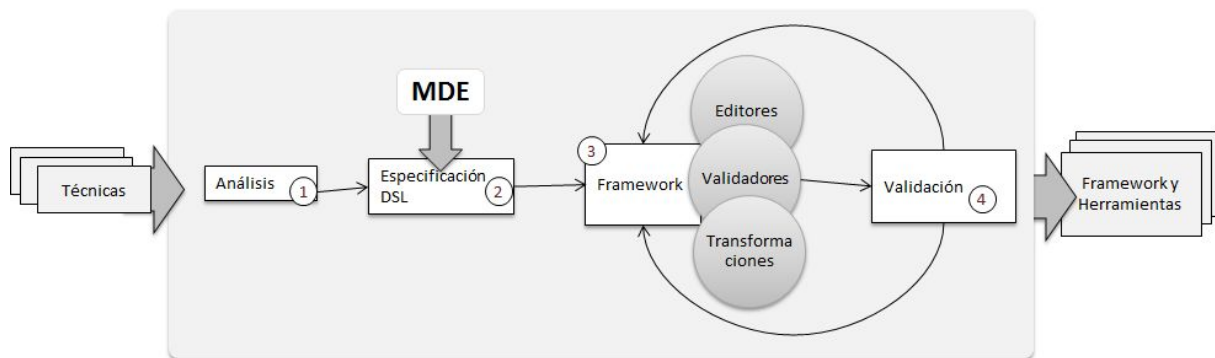 MDE
Técnicas
Análisis
1
Especificación
DSL
2
3
Framework
Editores
Validadores
Transforma
ciones
Validación
4
Framework y
Herramientas